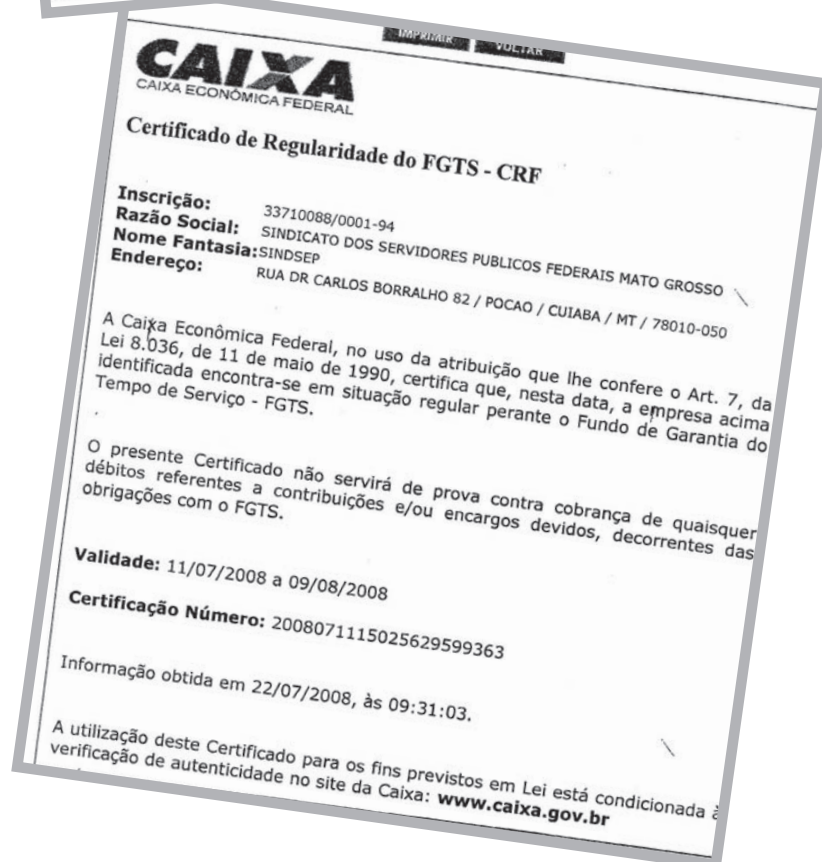 IMPRIMIR VOLTAR
CAIXA
CAIXA ECONÔMICA FEDERAL
Certificado de Regularidade do FGTS - CRF
Inscrição: 33710088/0001-94
Razão Social: SINDICATO DOS SERVIDORES PUBLICOS FEDERAIS MATO GROSSO
Nome Fantasia:SINDSEP
Endereço: RUA DR CARLOS BORRALHO 82 / POCAO / CUIABA / MT / 78010-050
A Caixa Econômica Federal, no uso da atribuição que lhe confere o Art. 7, da
Lei 8.036, de 11 de maio de 1990, certifica que, nesta data, a empresa acima
identificada encontra-se em situação regular perante o Fundo de Garantia do
Tempo de Serviço - FGTS.
O presente Certificado não servirá de prova contra cobrança de quaisquer
débitos referentes a contribuições e/ou encargos devidos, decorrentes das
obrigações com o FGTS.
Validade: 11/07/2008 a 09/08/2008
Certificação Número: 2008071115025629599363
Informação obtida em 22/07/2008, às 09:31:03.
A utilização deste Certificado para os fins previstos em Lei está condicionada à
verificação de autenticidade no site da Caixa: www.caixa.gov.br